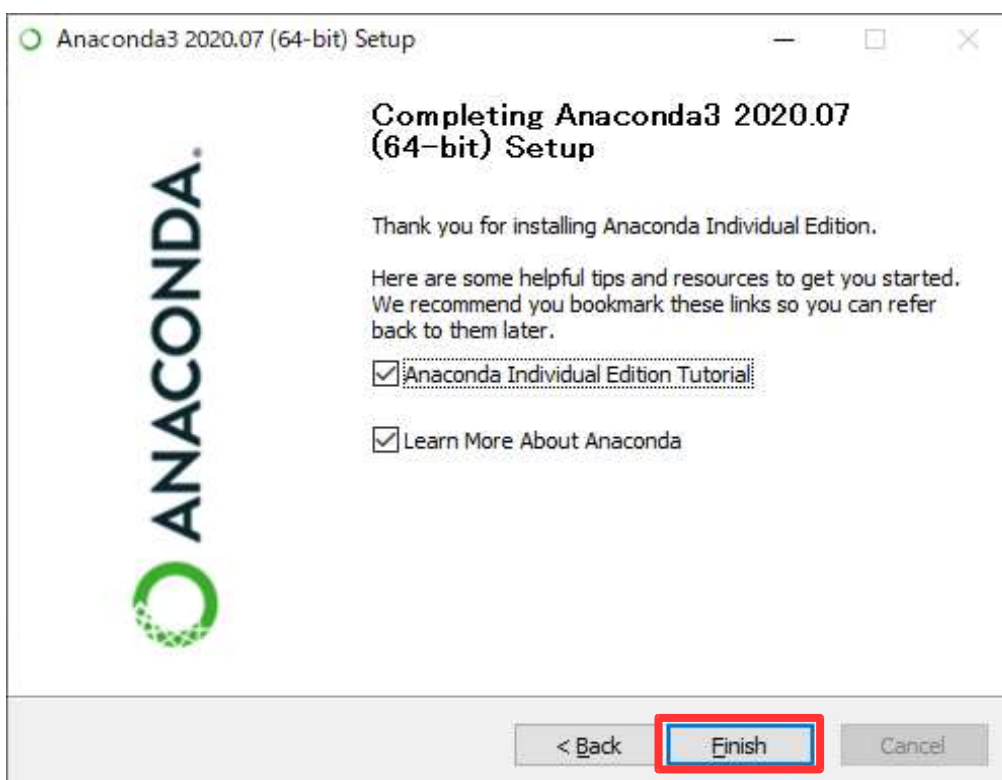 Anaconda3 2020.07 (64-bit) Setup
Completing Anaconda3 2020.07
(64-bit) Setup
ANACONDA.
Thank you for installing Anaconda Individual Edition.
Here are some helpful tips and resources to get you started.
We recommend you bookmark these links so you can refer
back to them later.
Anaconda Individual Edition Tutorial
Learn More About Anaconda
< Back
Finish
Cancel